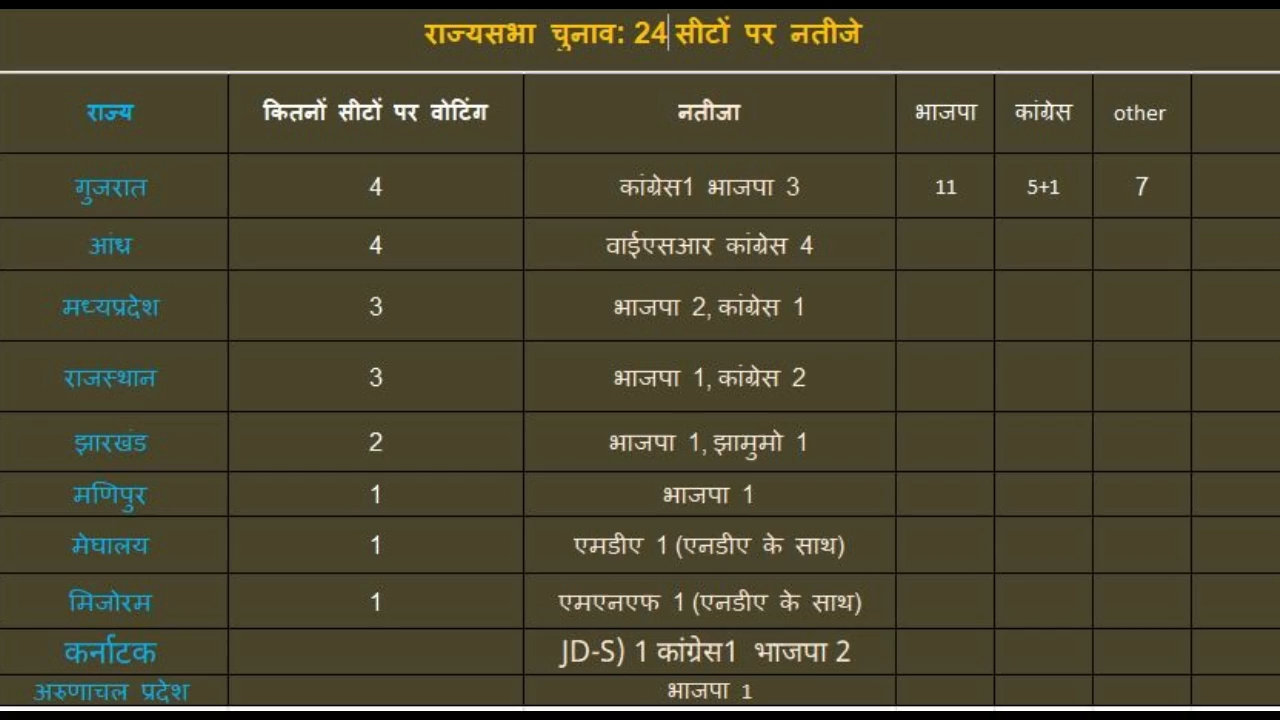 राज्यसभा चुनाव: 24 सीटों पर नतीजे
राज्य कितनों सीटों पर वोटिंग नतीजा भाजपा कांग्रेस other
गुजरात 4 कांग्रेस1 भाजपा 3 11 5+1 7
आंध्र 4 वाईएसआर कांग्रेस 4
मध्यप्रदेश 3 भाजपा 2, कांग्रेस 1
राजस्थान 3 भाजपा 1, कांग्रेस 2
झारखंड 2 भाजपा 1, झामुमो 1
मणिपुर 1 भाजपा 1
मेघालय 1 एमडीए 1 (एनडीए के साथ)
मिजोरम 1 एमएनएफ 1 (एनडीए के साथ)
कर्नाटक JD-S) 1 कांग्रेस1 भाजपा 2
अरुणाचल प्रदेश भाजपा 1